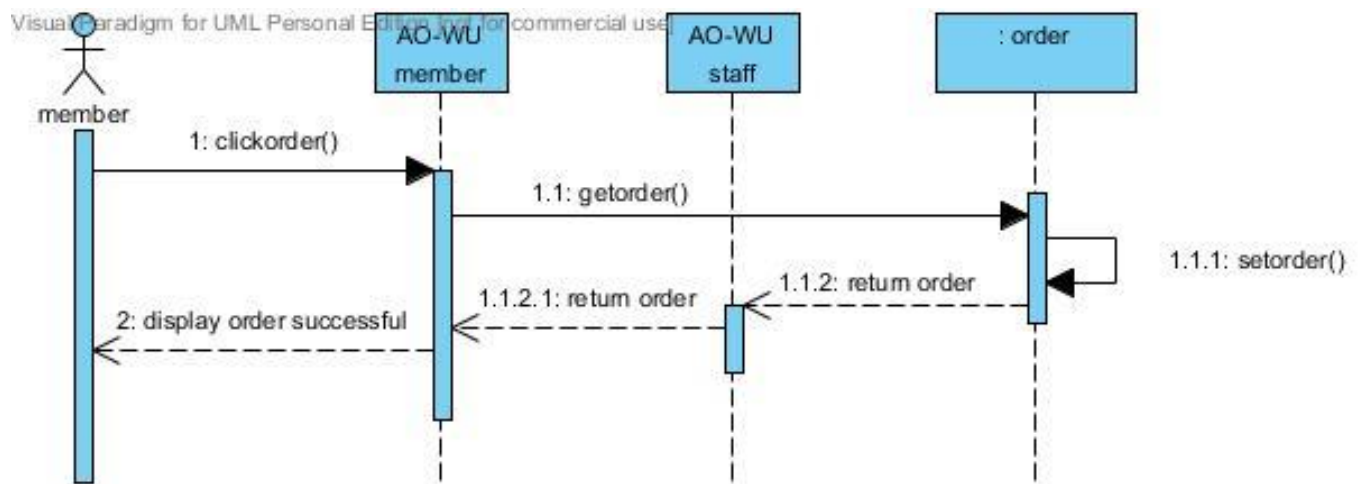 Visual Paradigm for UML Personal Edition [not for commercial use]
AO-WU
member
AO-WU
staff
: order
member
1: clickorder()
1.1: getorder()
1.1.1: setorder()
1.1.2: return order
1.1.2.1: return order
2: display order successful